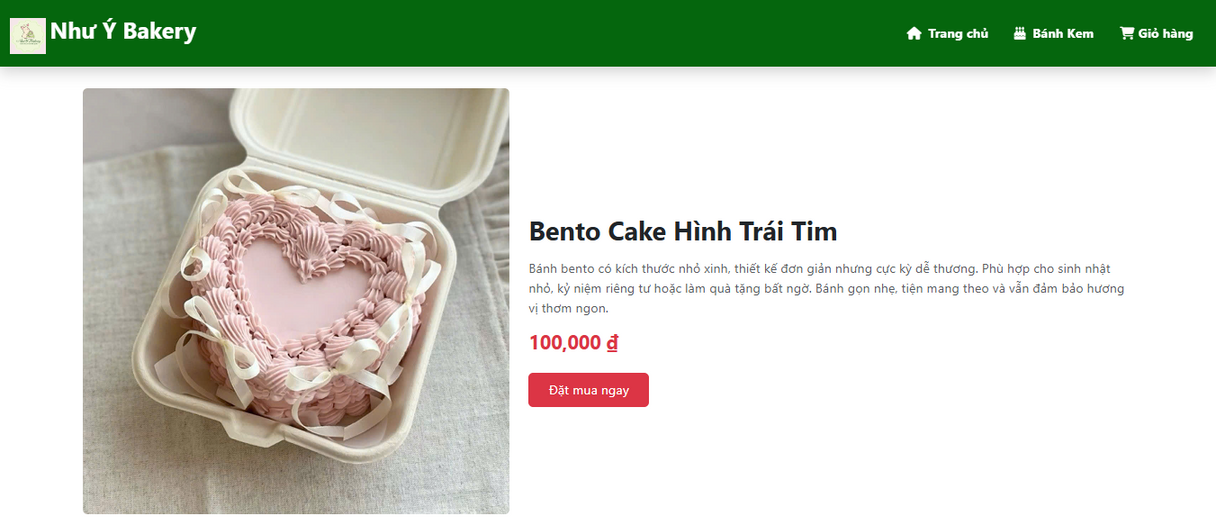 Như Ý Bakery
Trang chủ
Bánh Kem
Giỏ hàng
Bento Cake Hình Trái Tim
Bánh bento có kích thước nhỏ xinh, thiết kế đơn giản nhưng cực kỳ dễ thương. Phù hợp cho sinh nhật
nhỏ, kỷ niệm riêng tư hoặc làm quà tặng bất ngờ. Bánh gọn nhẹ, tiện mang theo và vẫn đảm bảo hương
vị thơm ngon.
100,000 ₫
Đặt mua ngay